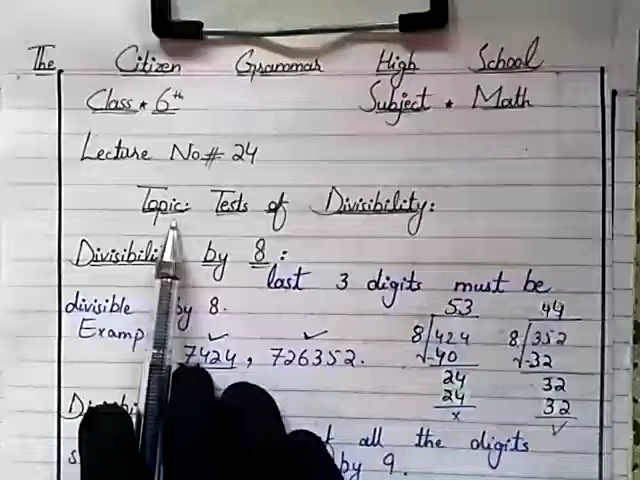 The Citizen Grammar High School
Class * 6th Subject * Math
Lecture No# 24
Topic: Tests of Divisibility:
by 8:
last 3 digits must be
divisible by 8.
7424, 726352.
53
8 424
-40
24
24
x
44
8 352
-32
32
32
all the digits
by 9.